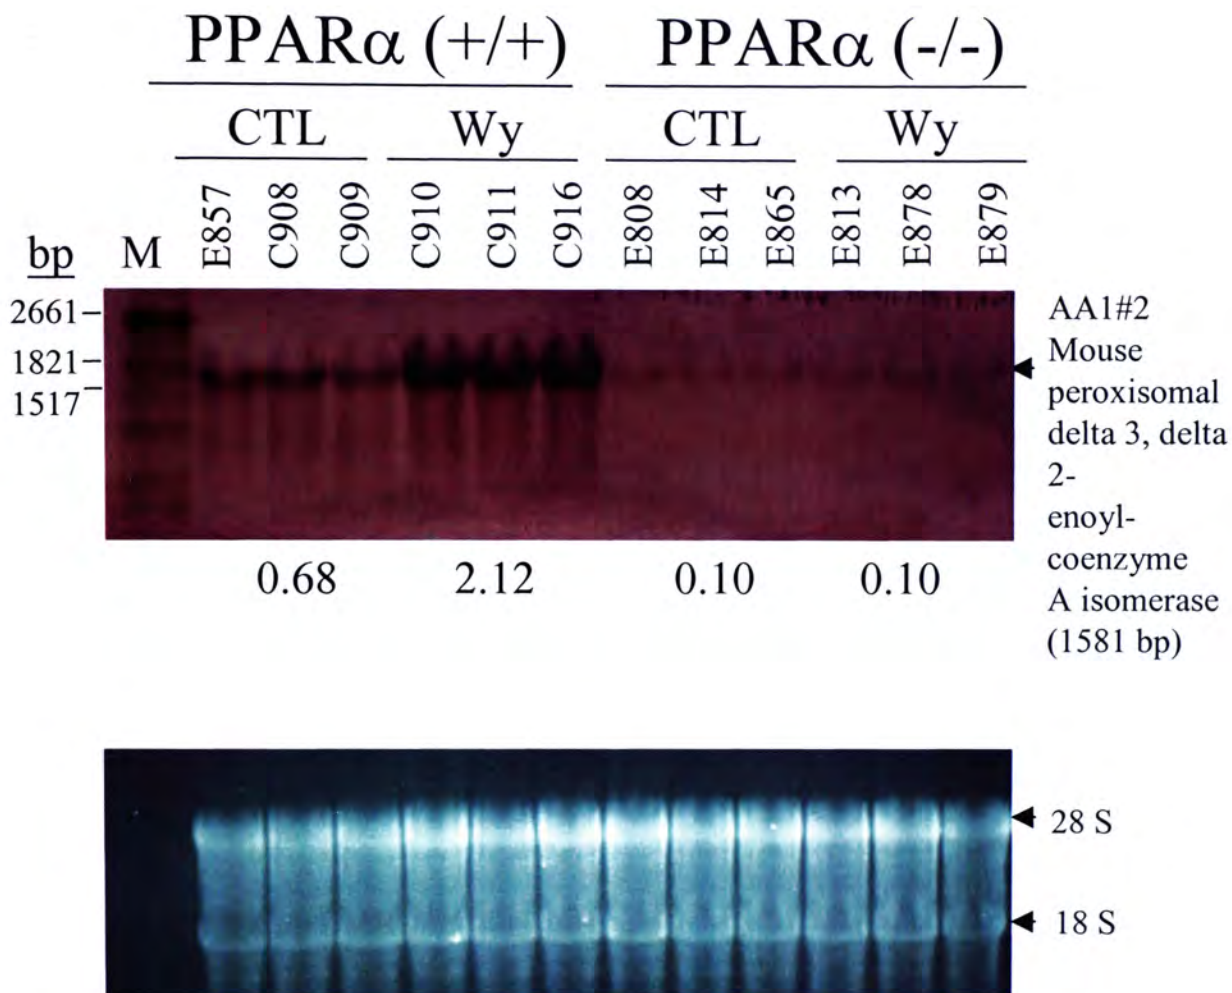 PPARα (+/+) PPARα (-/-)
CTL Wy CTL Wy
bp M E857 C908 C909 C910 C911 C916 E808 E814 E865 E813 E878 E879
2661
1821
1517
AA1#2
Mouse
peroxisomal
delta 3, delta
2-
enoyl-
coenzyme
A isomerase
(1581 bp)
0.68 2.12 0.10 0.10
28 S
18 S